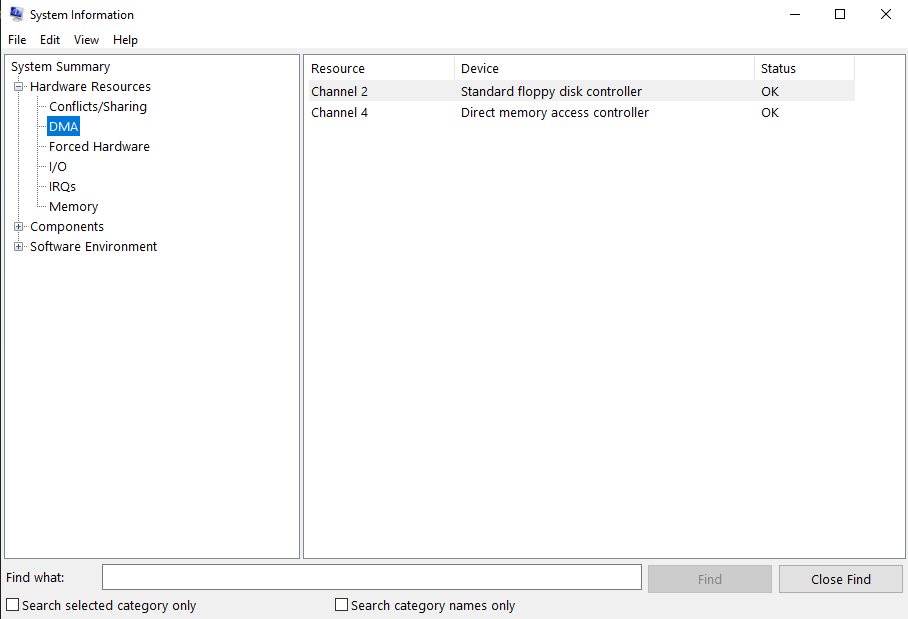 System Information
File Edit View Help
System Summary
Hardware Resources
Conflicts/Sharing
DMA
Forced Hardware
I/O
IRQs
Memory
Components
Software Environment
Resource Device Status
Channel 2 Standard floppy disk controller OK
Channel 4 Direct memory access controller OK
Find what: Find Close Find
Search selected category only Search category names only